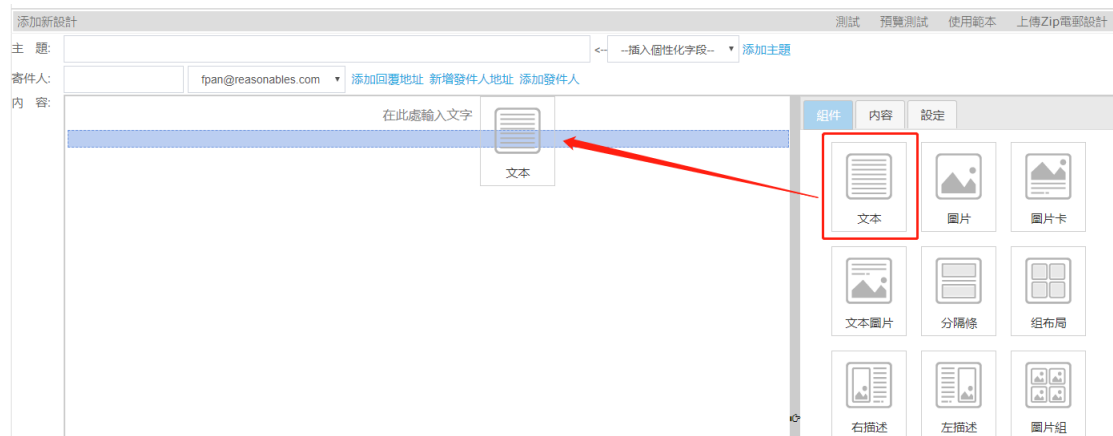 添加新設計 測試 預覽測試 使用範本 上傳Zip電郵設計
主 題: <-- --插入個性化字段-- 添加主題
寄件人: fpan@reasonables.com 添加回覆地址 新增發件人地址 添加發件人
內 容:
在此處輸入文字
文本
組件 內容 設定
文本 圖片 圖片卡
文本圖片 分隔條 组布局
右描述 左描述 圖片組